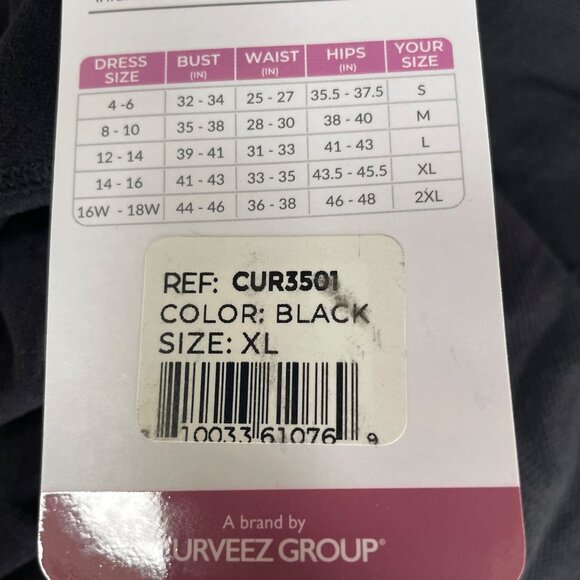 DRESS SIZE BUST (IN) WAIST (IN) HIPS (IN) YOUR SIZE
4 -6 32 - 34 25 - 27 35.5 - 37.5 S
8 - 10 35 - 38 28 - 30 38 - 40 M
12 - 14 39 - 41 31 - 33 41 - 43 L
14 - 16 41 - 43 33 - 35 43.5 - 45.5 XL
16W - 18W 44 - 46 36 - 38 46 - 48 2XL
REF: CUR3501
COLOR: BLACK
SIZE: XL
10033 61076 9
A brand by
CURVEEZ GROUP®